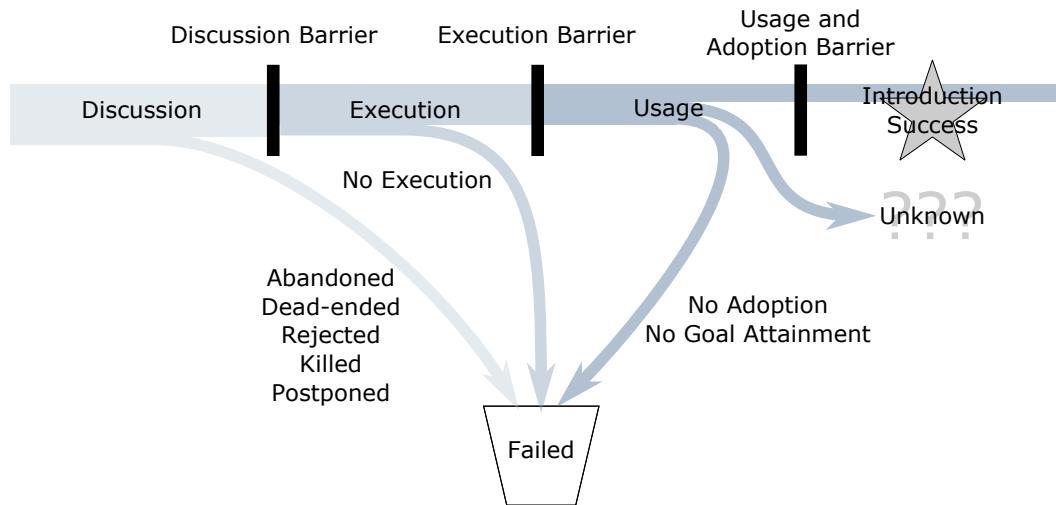 Discussion Barrier
Execution Barrier
Usage and
Adoption Barrier
Discussion
Execution
Usage
Introduction
Success
No Execution
???
Unknown
Abandoned
Dead-ended
Rejected
Killed
Postponed
No Adoption
No Goal Attainment
Failed